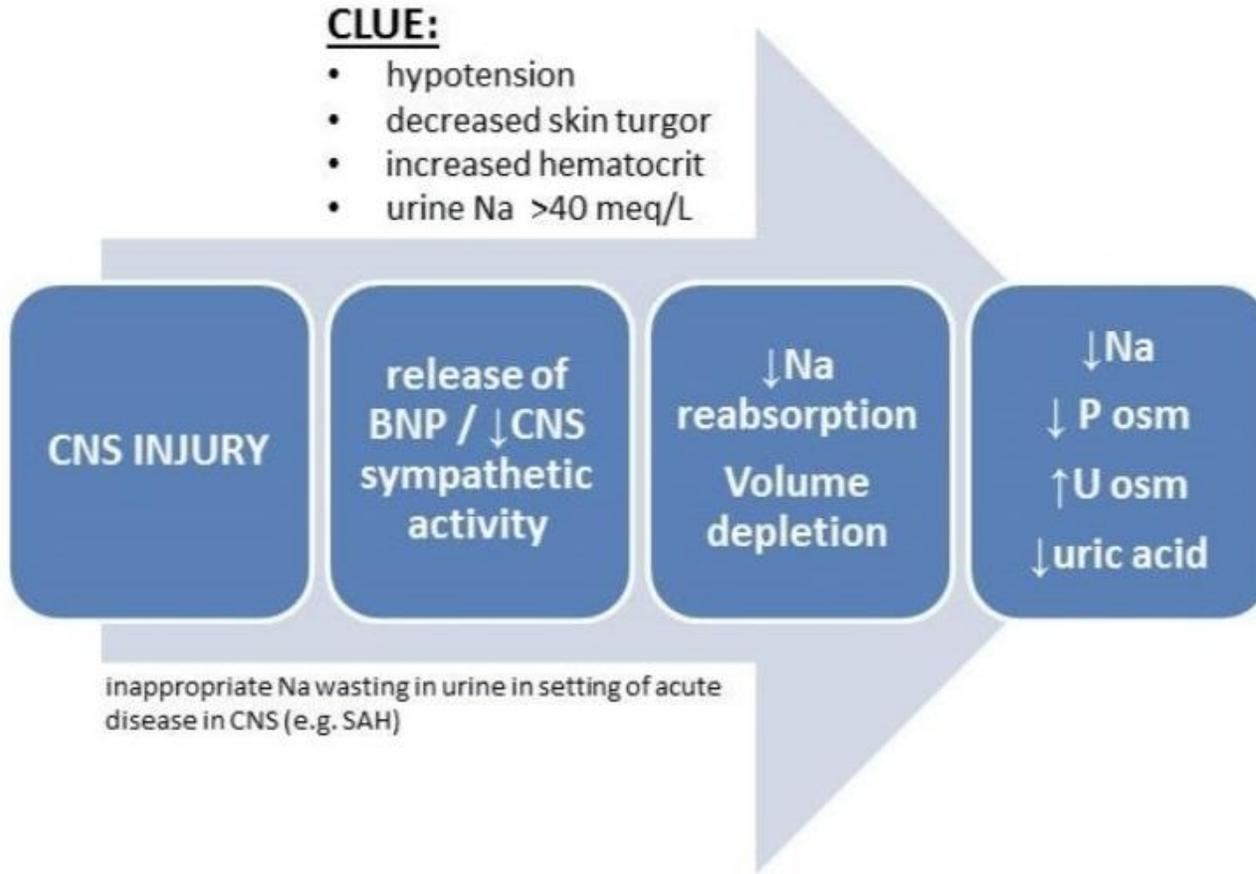 CLUE:
• hypotension
• decreased skin turgor
• increased hematocrit
• urine Na >40 meq/L
CNS INJURY
release of
BNP / ↓CNS
sympathetic
activity
↓Na
reabsorption
Volume
depletion
↓Na
↓ P osm
↑U osm
↓uric acid
inappropriate Na wasting in urine in setting of acute
disease in CNS (e.g. SAH)